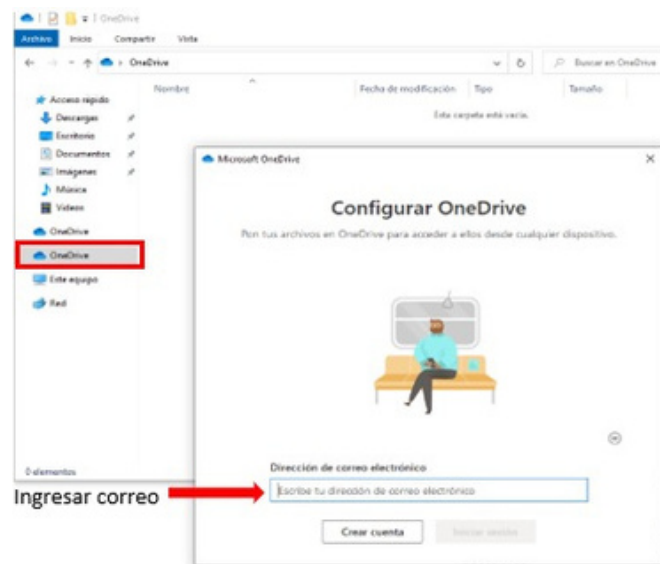 OneDrive
Archivo Inicio Compartir Vista
OneDrive
Buscar en OneDrive
Nombre Fecha de modificación Tipo Tamaño
Esta carpeta está vacía.
Acceso rápido
Descargas
Escritorio
Documentos
Imágenes
Música
Videos
OneDrive
OneDrive
Este equipo
Red
0 elementos
Microsoft OneDrive
Configurar OneDrive
Pon tus archivos en OneDrive para acceder a ellos desde cualquier dispositivo.
Dirección de correo electrónico
Ingresar correo
Escribe tu dirección de correo electrónico
Crear cuenta Iniciar sesión